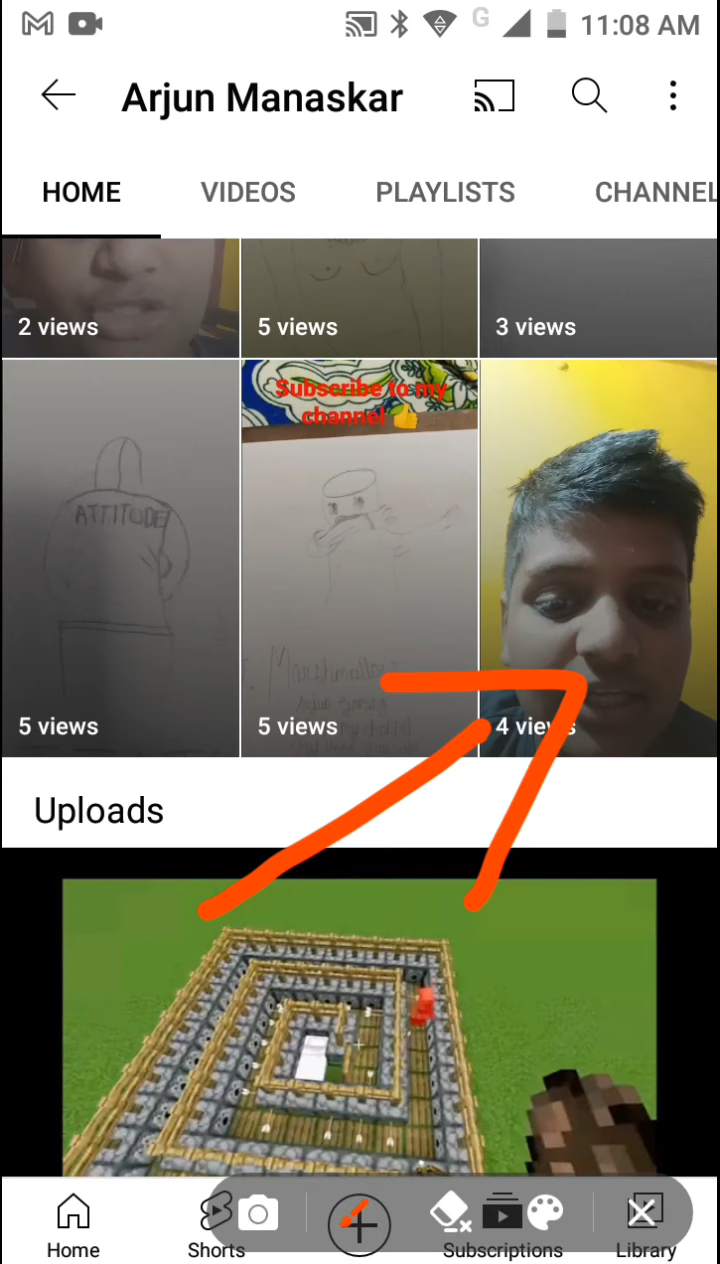 11:08 AM
Arjun Manaskar
HOME VIDEOS PLAYLISTS CHANNEL
2 views 5 views 3 views
Subscribe to my
channel 👍
ATTITUDE
Marshmallow
5 views 5 views 4 views
Uploads
Home Shorts Subscriptions Library